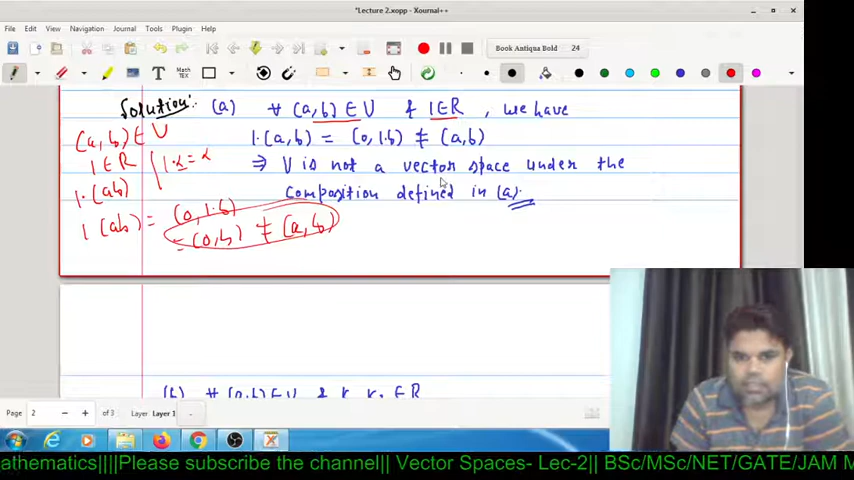 *Lecture 2.xopp - Xournal++
File Edit View Navigation Journal Tools Plugin Help
Book Antiqua Bold 24
Solution: (a) ∀ (a,b) ∈ V & 1∈R, we have
1·(a,b) = (0, 1·b) ≠ (a,b)
⇒ V is not a vector space under the
composition defined in (a).
(a,b) ∈ V
1∈R
1·α = α
1·(ab)
1(ab) = (0, 1·b)
= (0,b) ≠ (a,b)
(b) ∀ (a,b) ∈ V &
∈R
Page 2 of 3 Layer Layer 1
athematics||||Please subscribe the channel|| Vector Spaces- Lec-2|| BSc/MSc/NET/GATE/JAM M